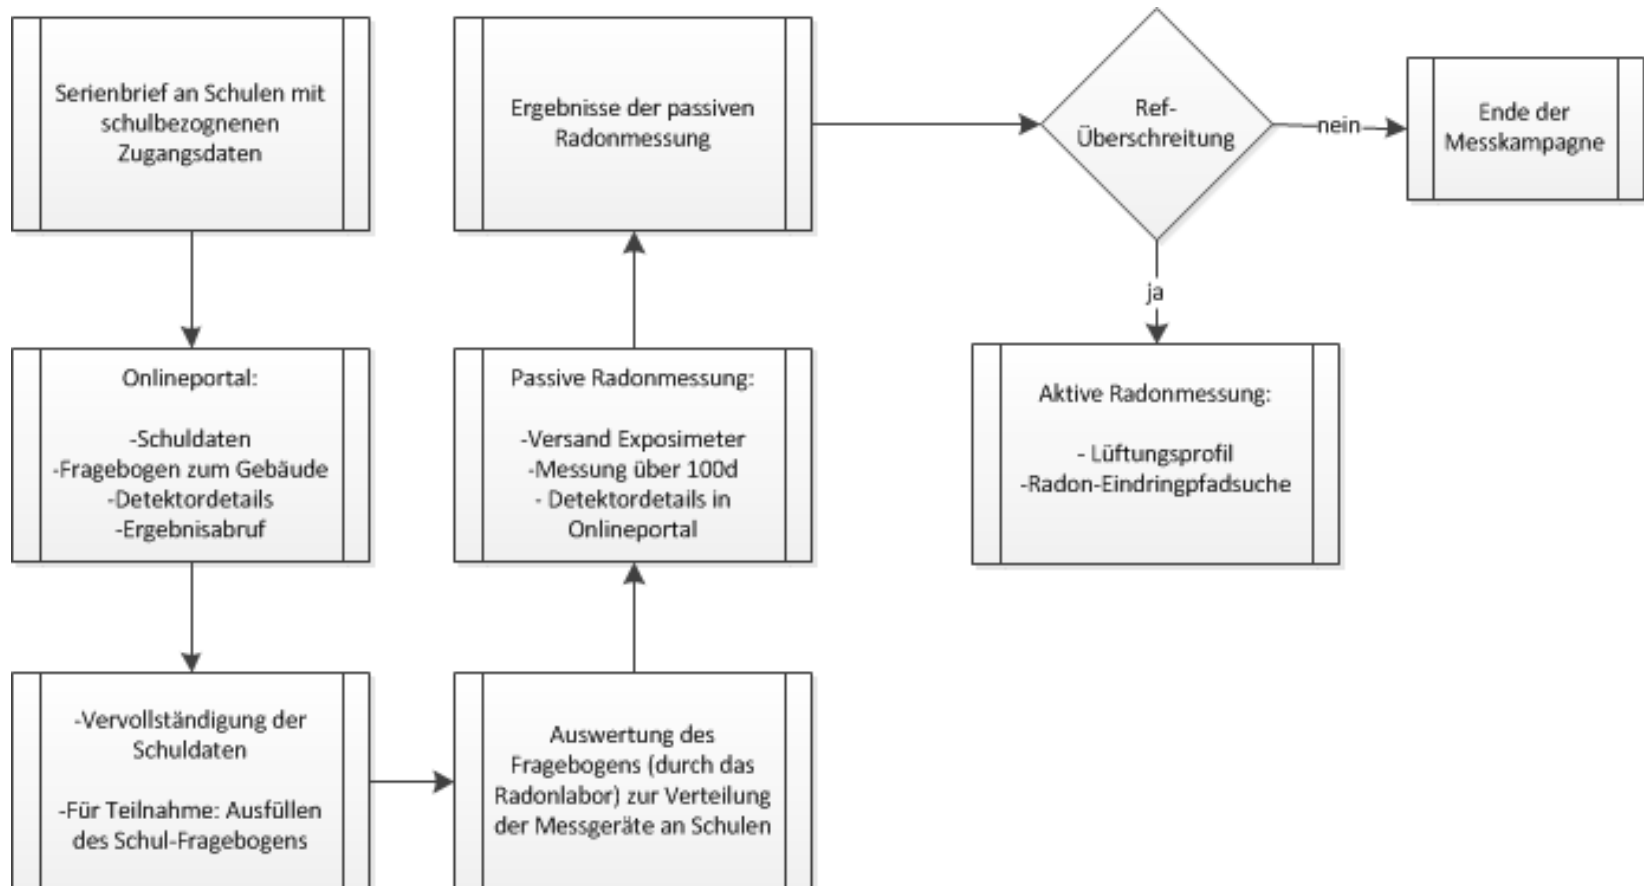 Serienbrief an Schulen mit
schulbezognenen
Zugangsdaten
Onlineportal:
-Schuldaten
-Fragebogen zum Gebäude
-Detektordetails
-Ergebnisabruf
-Vervollständigung der
Schuldaten
-Für Teilnahme: Ausfüllen
des Schul-Fragebogens
Auswertung des
Fragebogens (durch das
Radonlabor) zur Verteilung
der Messgeräte an Schulen
Passive Radonmessung:
-Versand Exposimeter
-Messung über 100d
- Detektordetails in
Onlineportal
Ergebnisse der passiven
Radonmessung
Ref-
Überschreitung
nein
Ende der
Messkampagne
ja
Aktive Radonmessung:
- Lüftungsprofil
-Radon-Eindringpfadsuche